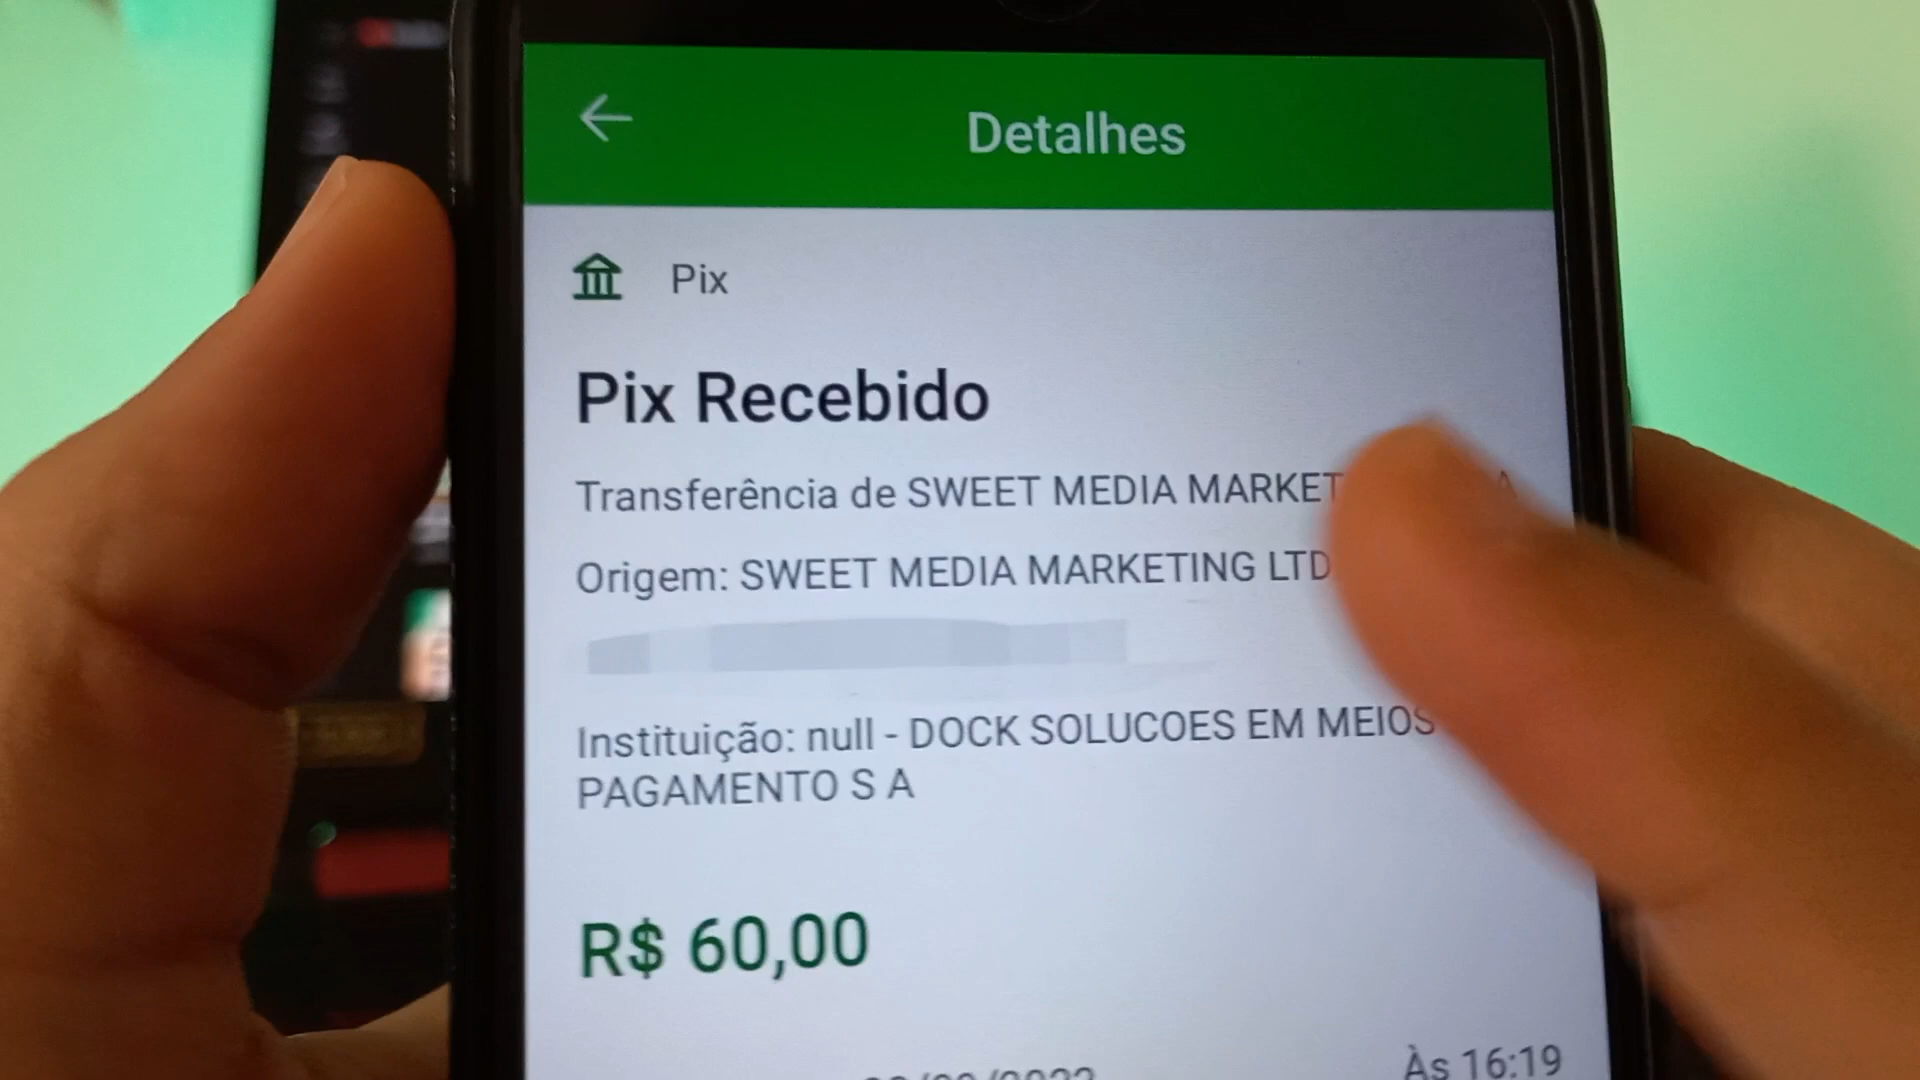 Detalhes
Pix
Pix Recebido
Transferência de SWEET MEDIA MARKET
Origem: SWEET MEDIA MARKETING LTD
Instituição: null - DOCK SOLUCOES EM MEIOS
PAGAMENTO S A
R$ 60,00
Às 16:19